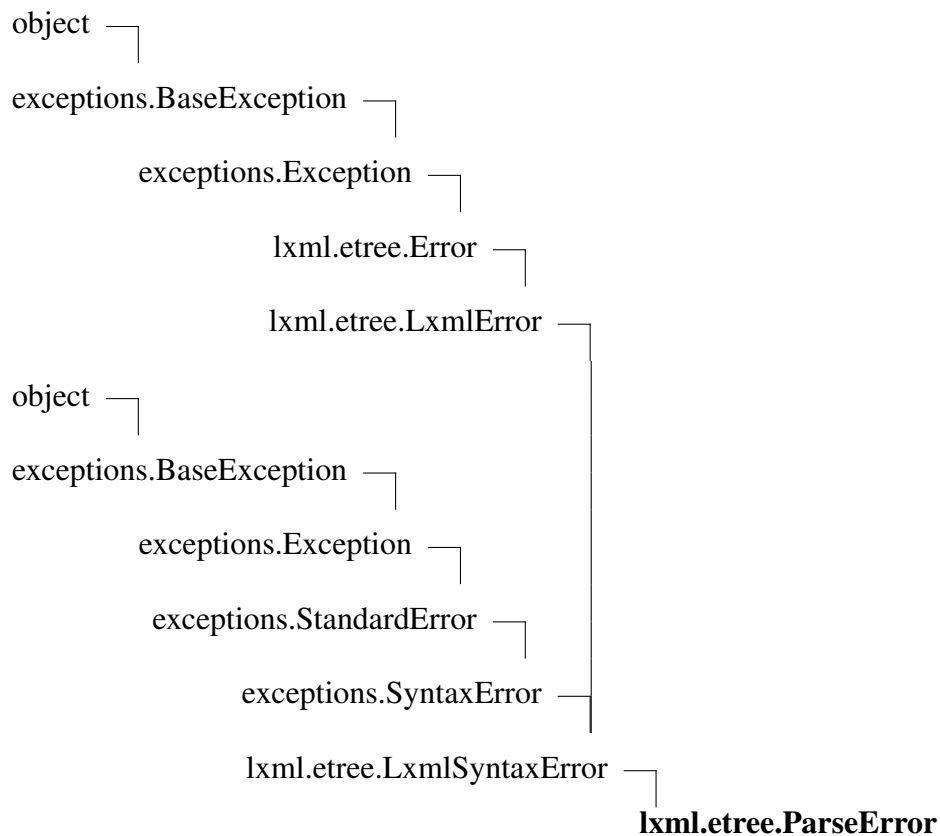 object
exceptions.BaseException
exceptions.Exception
lxml.etree.Error
lxml.etree.LxmlError
object
exceptions.BaseException
exceptions.Exception
exceptions.StandardError
exceptions.SyntaxError
lxml.etree.LxmlSyntaxError
lxml.etree.ParseError